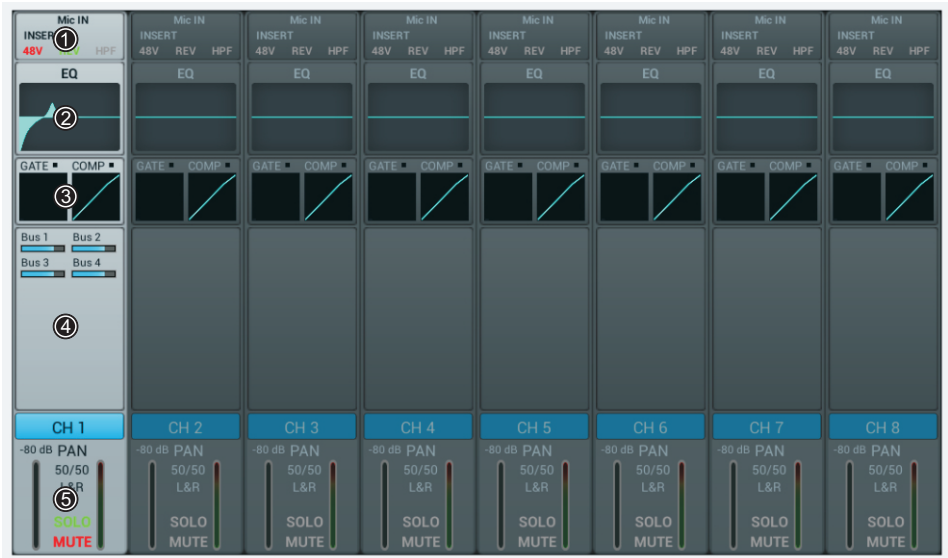 Mic IN Mic IN Mic IN Mic IN Mic IN Mic IN Mic IN Mic IN
INSERT INSERT INSERT INSERT INSERT INSERT INSERT
①
48V HPF 48V REV HPF 48V REV HPF 48V REV HPF 48V REV HPF 48V REV HPF 48V REV HPF 48V REV HPF
EQ EQ EQ EQ EQ EQ EQ EQ
②
GATE COMP GATE COMP GATE COMP GATE COMP GATE COMP GATE COMP GATE COMP GATE COMP
③
Bus 1 Bus 2
Bus 3 Bus 4
④
CH 1 CH 2 CH 3 CH 4 CH 5 CH 6 CH 7 CH 8
-80 dB PAN -80 dB PAN -80 dB PAN -80 dB PAN -80 dB PAN -80 dB PAN -80 dB PAN -80 dB PAN
50/50 50/50 50/50 50/50 50/50 50/50 50/50 50/50
L&R L&R L&R L&R L&R L&R L&R L&R
⑤
SOLO SOLO SOLO SOLO SOLO SOLO SOLO SOLO
MUTE MUTE MUTE MUTE MUTE MUTE MUTE MUTE